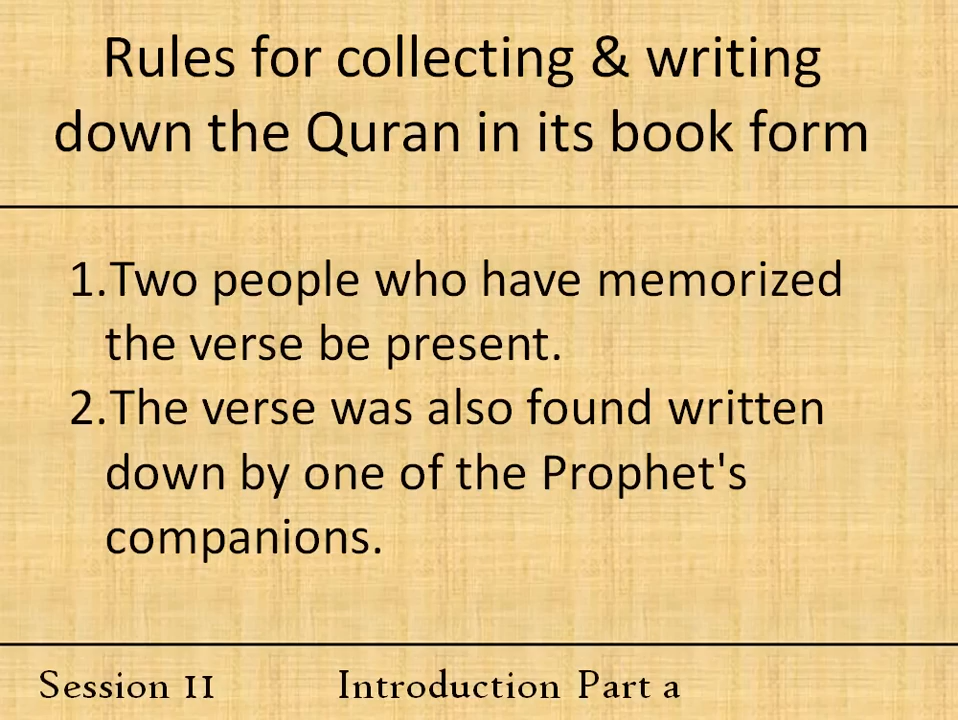 Rules for collecting & writing
down the Quran in its book form
1.Two people who have memorized
the verse be present.
2.The verse was also found written
down by one of the Prophet's
companions.
Session 11 Introduction Part a